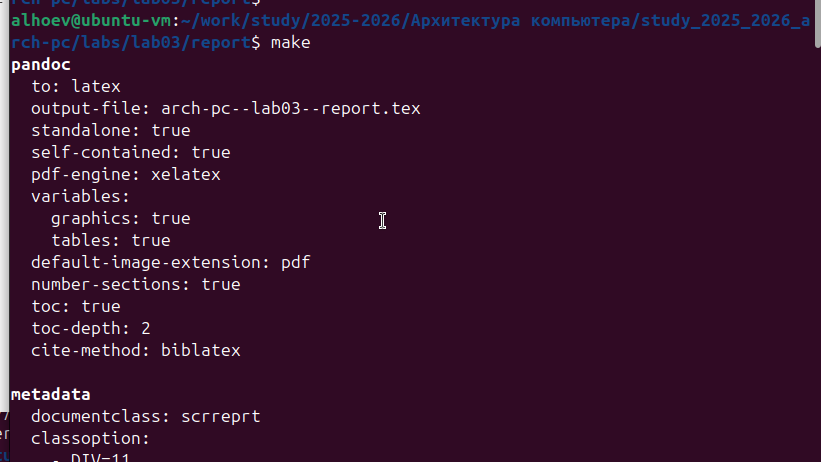 alhoev@ubuntu-vm:~/work/study/2025-2026/Архитектура компьютера/study_2025_2026_a
rch-pc/labs/lab03/report$ make
pandoc
to: latex
output-file: arch-pc--lab03--report.tex
standalone: true
self-contained: true
pdf-engine: xelatex
variables:
graphics: true
tables: true
default-image-extension: pdf
number-sections: true
toc: true
toc-depth: 2
cite-method: biblatex
metadata
documentclass: scrreprt
classoption:
- DIV=11